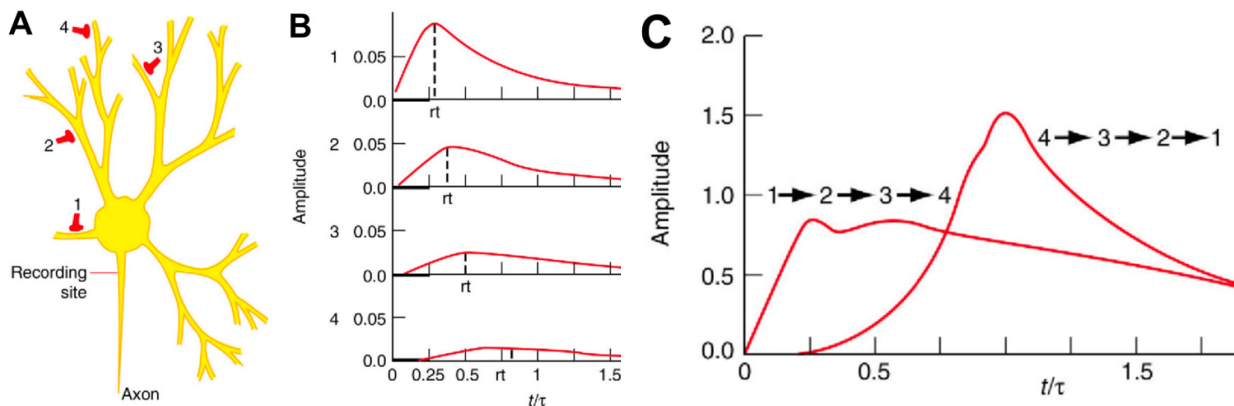 A
4
3
2
1
Recording
site
Axon
B
Amplitude
1
0.05
0.0
rt
2
0.05
0.0
rt
3
0.05
0.0
rt
4
0.05
0.0
0 0.25 0.5 rt 1 1.5
t/τ
C
Amplitude
2.0
1.5
1.0
0.5
0.0
4 → 3 → 2 → 1
1 → 2 → 3 → 4
0 0.5 1.0 1.5
t/τ